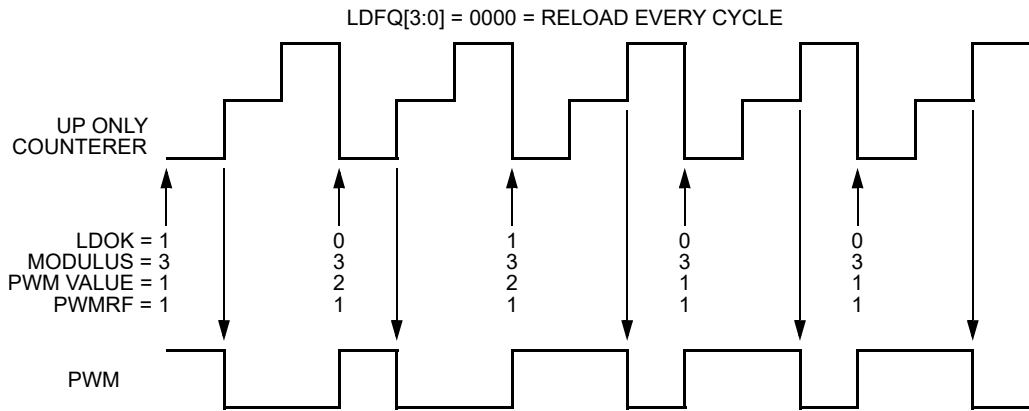 LDFQ[3:0] = 0000 = RELOAD EVERY CYCLE
UP ONLY
COUNTERER
LDOK = 1 0 1 0 0
MODULUS = 3 3 3 3 3
PWM VALUE = 1 2 2 1 1
PWMRF = 1 1 1 1 1
PWM